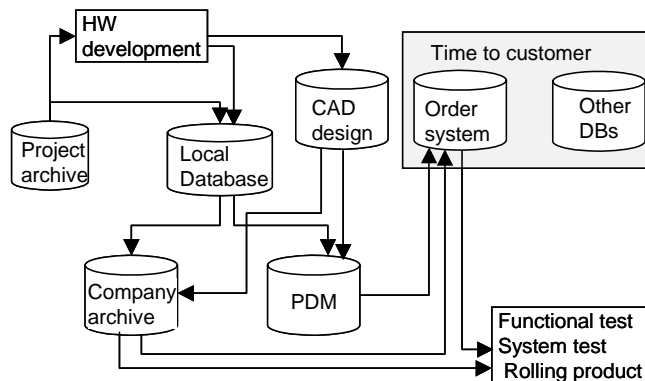 HW
development
Time to customer
CAD
design
Order
system
Other
DBs
Project
archive
Local
Database
Company
archive
PDM
Functional test
System test
Rolling product